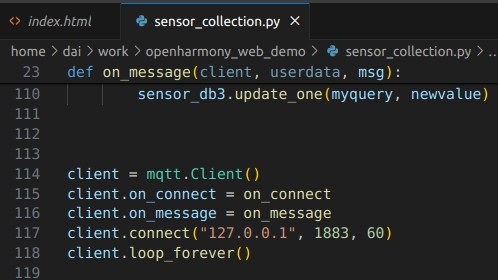 <> index.html
sensor_collection.py ×
home > dai > work > openharmony_web_demo > sensor_collection.py > ...
23 def on_message(client, userdata, msg):
110 sensor_db3.update_one(myquery, newvalue)
111
112
113
114 client = mqtt.Client()
115 client.on_connect = on_connect
116 client.on_message = on_message
117 client.connect("127.0.0.1", 1883, 60)
118 client.loop_forever()
119